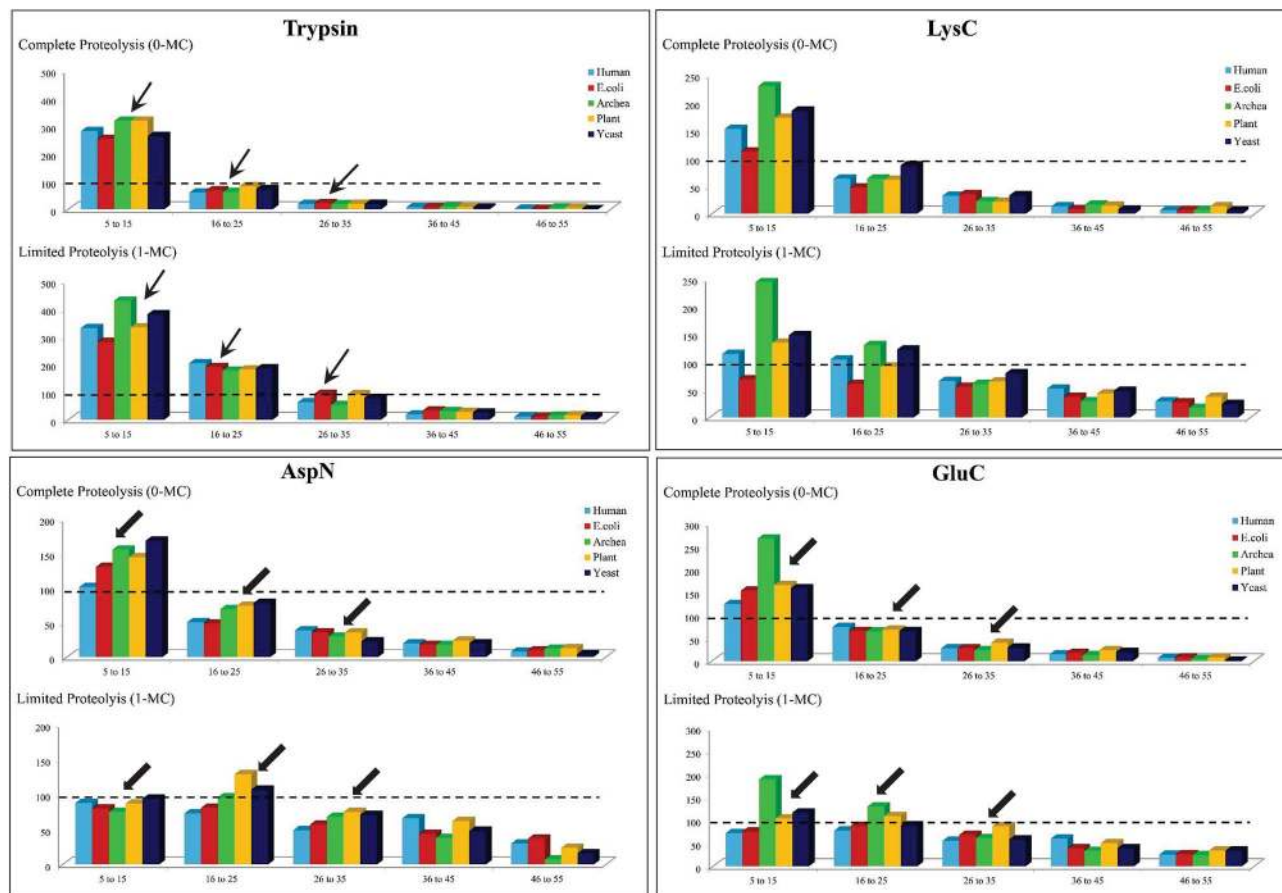 Trypsin
Complete Proteolysis (0-MC)
500
400
300
200
100
0
5 to 15
16 to 25
26 to 35
36 to 45
46 to 55
Human
E.coli
Archea
Plant
Yeast
Limited Proteolysis (1-MC)
500
400
300
200
100
0
5 to 15
16 to 25
26 to 35
36 to 45
46 to 55
LysC
Complete Proteolysis (0-MC)
250
200
150
100
50
0
5 to 15
16 to 25
26 to 35
36 to 45
46 to 55
Human
E.coli
Archea
Plant
Yeast
Limited Proteolysis (1-MC)
250
200
150
100
50
0
5 to 15
16 to 25
26 to 35
36 to 45
46 to 55
AspN
Complete Proteolysis (0-MC)
200
150
100
50
0
5 to 15
16 to 25
26 to 35
36 to 45
46 to 55
Human
E.coli
Archea
Plant
Yeast
Limited Proteolyis (1-MC)
200
150
100
50
0
5 to 15
16 to 25
26 to 35
36 to 45
46 to 55
GluC
Complete Proteolysis (0-MC)
300
250
200
150
100
50
0
5 to 15
16 to 25
26 to 35
36 to 45
46 to 55
Human
E.coli
Archea
Plant
Yeast
Limited Proteolysis (1-MC)
300
250
200
150
100
50
0
5 to 15
16 to 25
26 to 35
36 to 45
46 to 55